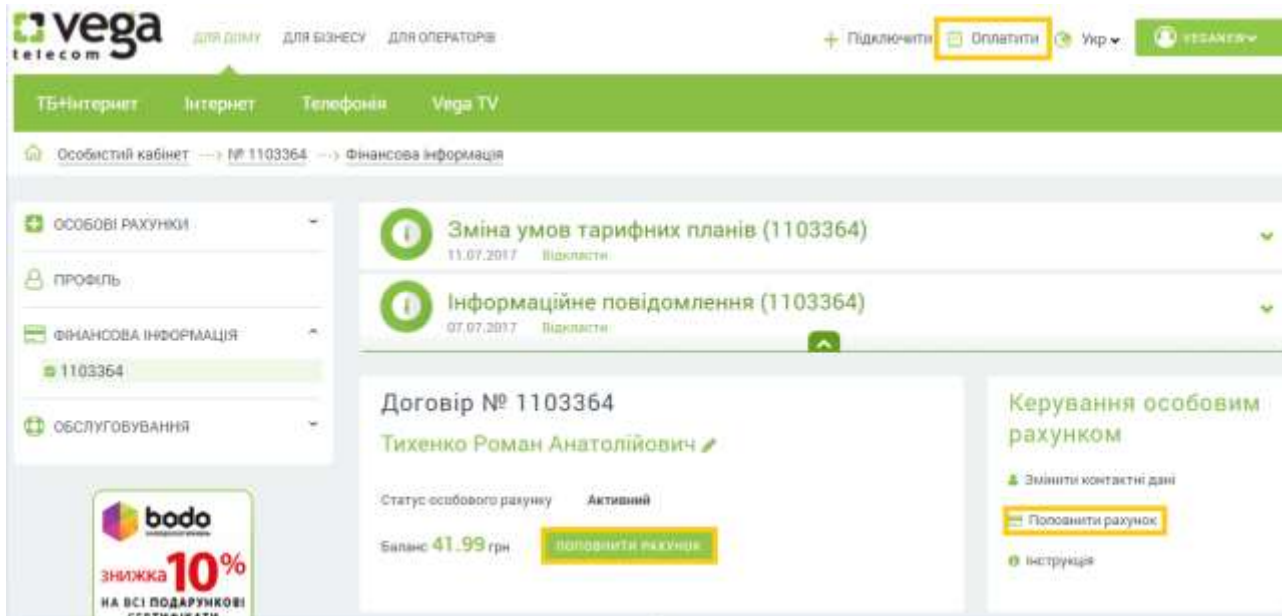 vega
telecom
ДЛЯ ДОМУ ДЛЯ БІЗНЕСУ ДЛЯ ОПЕРАТОРІВ
Підключити Оплатити Укр
ТБ+Інтернет Інтернет Телефонія Vega TV
Особистий кабінет ---> № 1103364 ---> Фінансова інформація
ОСОБОВІ РАХУНКИ
ПРОФІЛЬ
ФІНАНСОВА ІНФОРМАЦІЯ
1103364
ОБСЛУГОВУВАННЯ
bodo
знижка 10%
НА ВСІ ПОДАРУНКОВІ
СЕРТИФІКАТИ
Зміна умов тарифних планів (1103364)
11.07.2017 Відкласти
Інформаційне повідомлення (1103364)
07.07.2017 Відкласти
Договір № 1103364
Тихенко Роман Анатолійович
Статус особового рахунку Активний
Баланс 41.99 грн ПОПОВНИТИ РАХУНОК
Керування особовим
рахунком
Змінити контактні дані
Поповнити рахунок
Інструкція